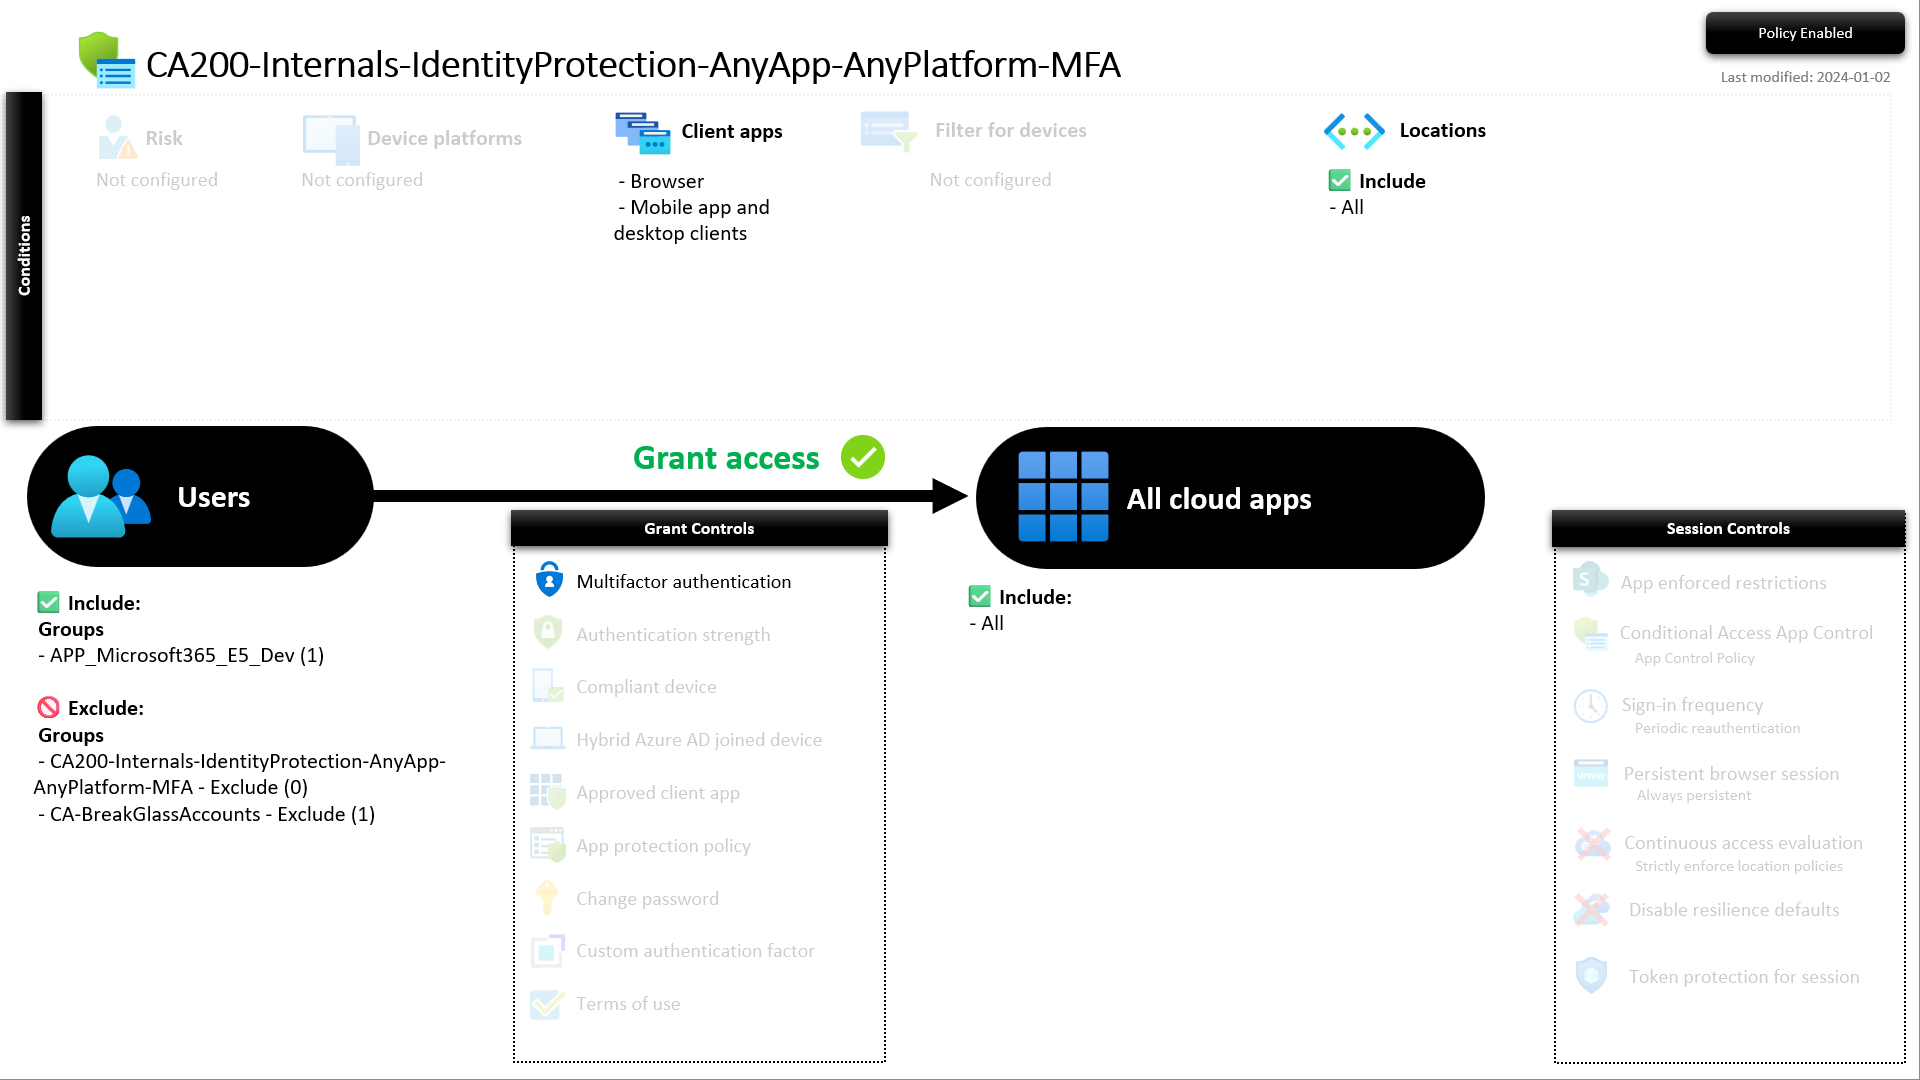 CA200-Internals-IdentityProtection-AnyApp-AnyPlatform-MFA
Policy Enabled
Last modified: 2024-01-02
Conditions
Risk
Not configured
Device platforms
Not configured
Client apps
- Browser
- Mobile app and
desktop clients
Filter for devices
Not configured
Locations
Include
- All
Users
Grant access
All cloud apps
Include:
Groups
- APP_Microsoft365_E5_Dev (1)
Exclude:
Groups
- CA200-Internals-IdentityProtection-AnyApp-
AnyPlatform-MFA - Exclude (0)
- CA-BreakGlassAccounts - Exclude (1)
Grant Controls
Multifactor authentication
Authentication strength
Compliant device
Hybrid Azure AD joined device
Approved client app
App protection policy
Change password
Custom authentication factor
Terms of use
Include:
- All
Session Controls
S
App enforced restrictions
Conditional Access App Control
App Control Policy
Sign-in frequency
Periodic reauthentication
www
Persistent browser session
Always persistent
Continuous access evaluation
Strictly enforce location policies
Disable resilience defaults
Token protection for session